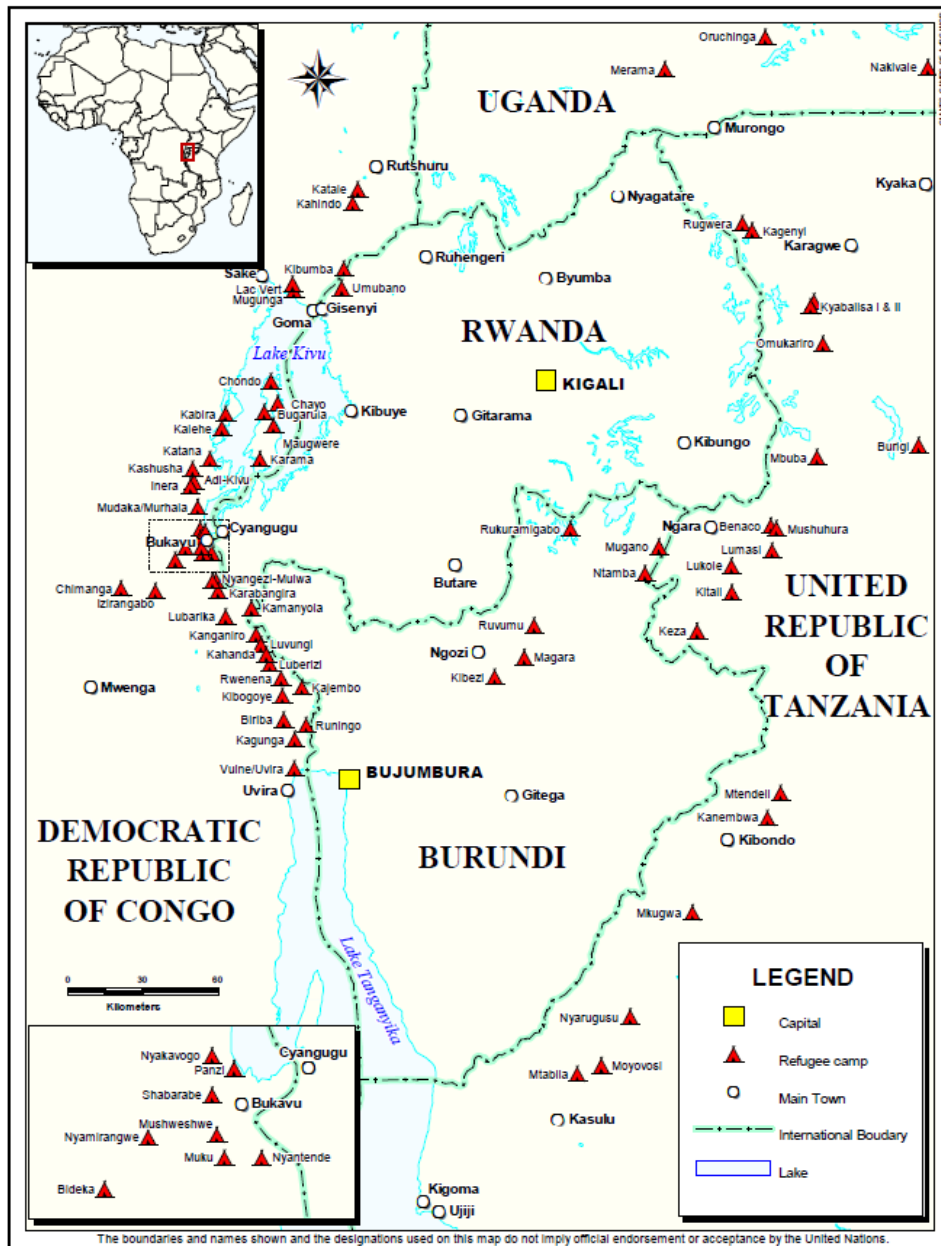 Oruchinga
Merama
Nakivale
UGANDA
Murongo
Rutshuru
Kyaka
Katale
Kahindo
Nyagatare
Rugwera
Kagenyi
Karagwe
Ruhengeri
Kibumba
Sake
Byumba
Lac Vert
Mugunga
Umubano
Goma
Gisenyi
Kyabalisa I & II
RWANDA
Omukariro
Lake Kivu
Chondo
KIGALI
Chayo
Kabira
Bugarula
Kibuye
Gitarama
Kalehe
Maugwere
Kibungo
Burigi
Katana
Karama
Mbuba
Kashusha
Adi-Kivu
Inera
Mudaka/Murhala
Cyangugu
Rukuramigabo
Ngara
Benaco
Mushuhura
Bukavu
Mugano
Lumasi
Butare
Ntamba
Lukole
Nyangezi-Mulwa
UNITED
REPUBLIC
OF
TANZANIA
Chimanga
Izirangabo
Karabangira
Kitali
Kamanyola
Lubarika
Ruvumu
Keza
Kanganiro
Luvungi
Ngozi
Magara
Kahanda
Luberizi
Rwenena
Kibezi
Mwenga
Kajembo
Kibogoye
Biriba
Runingo
Kagunga
Vuine/Uvira
BUJUMBURA
Uvira
Gitega
Mtendeli
Kanembwa
Kibondo
DEMOCRATIC
REPUBLIC
OF CONGO
BURUNDI
Mkugwa
Lake Tanganyika
0 30 60
Kilometers
Nyarugusu
Moyovosi
Mtabila
Kasulu
Kigoma
Ujiji
Nyakavogo
Cyangugu
Panzi
Shabarabe
Bukavu
Mushweshwe
Nyamirangwe
Muku
Nyantende
Bideka
LEGEND
Capital
Refugee camp
Main Town
International Boudary
Lake
The boundaries and names shown and the designations used on this map do not imply official endorsement or acceptance by the United Nations.